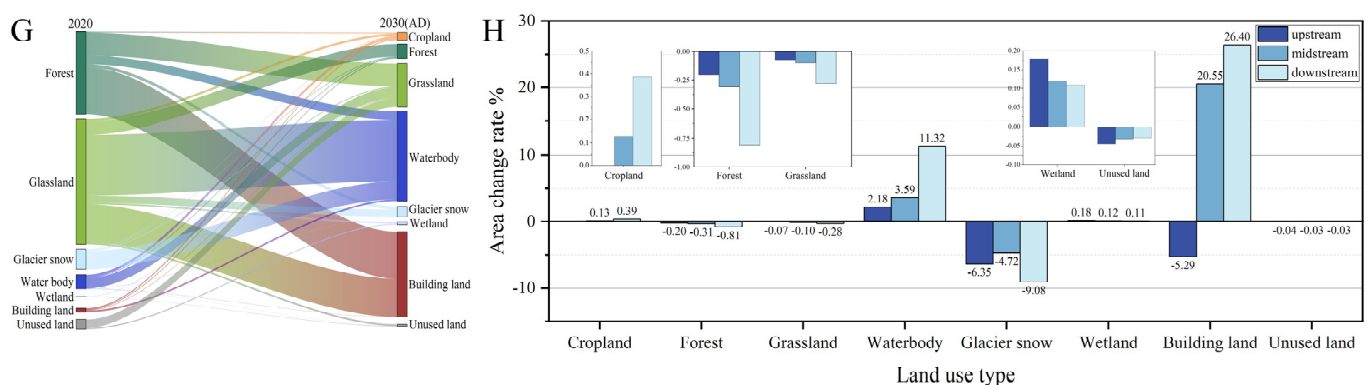 G
2020
2030(AD)
Forest
Glassland
Glacier snow
Water body
Wetland
Building land
Unused land
Cropland
Forest
Grassland
Waterbody
Glacier snow
Wetland
Building land
Unused land
H
Area change rate %
30
20
10
0
-10
0.5
0.4
0.3
0.2
0.1
0.0
Cropland
0.00
-0.25
-0.50
-0.75
-1.00
Forest
Grassland
0.20
0.15
0.10
0.05
0.00
-0.05
-0.10
Wetland
Unused land
upstream
midstream
downstream
0.13 0.39
-0.20 -0.31 -0.81
-0.07 -0.10 -0.28
2.18
3.59
11.32
-6.35
-4.72
-9.08
0.18 0.12 0.11
-5.29
20.55
26.40
-0.04 -0.03 -0.03
Cropland
Forest
Grassland
Waterbody
Glacier snow
Wetland
Building land
Unused land
Land use type